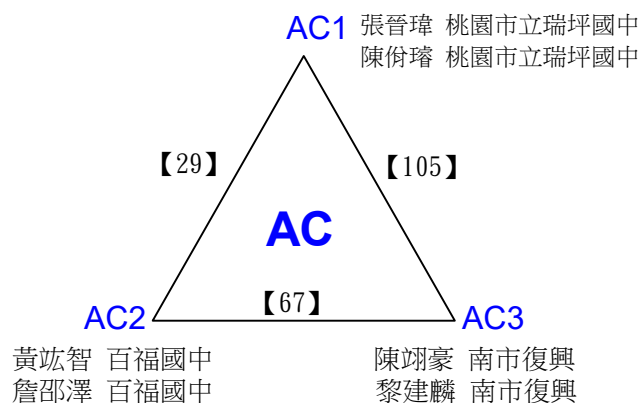 AC1 張晉瑋 桃園市立瑞坪國中
陳佾璿 桃園市立瑞坪國中
【29】 【105】
AC
【67】
AC2 AC3
黃竑智 百福國中 陳翊豪 南市復興
詹邵澤 百福國中 黎建麟 南市復興